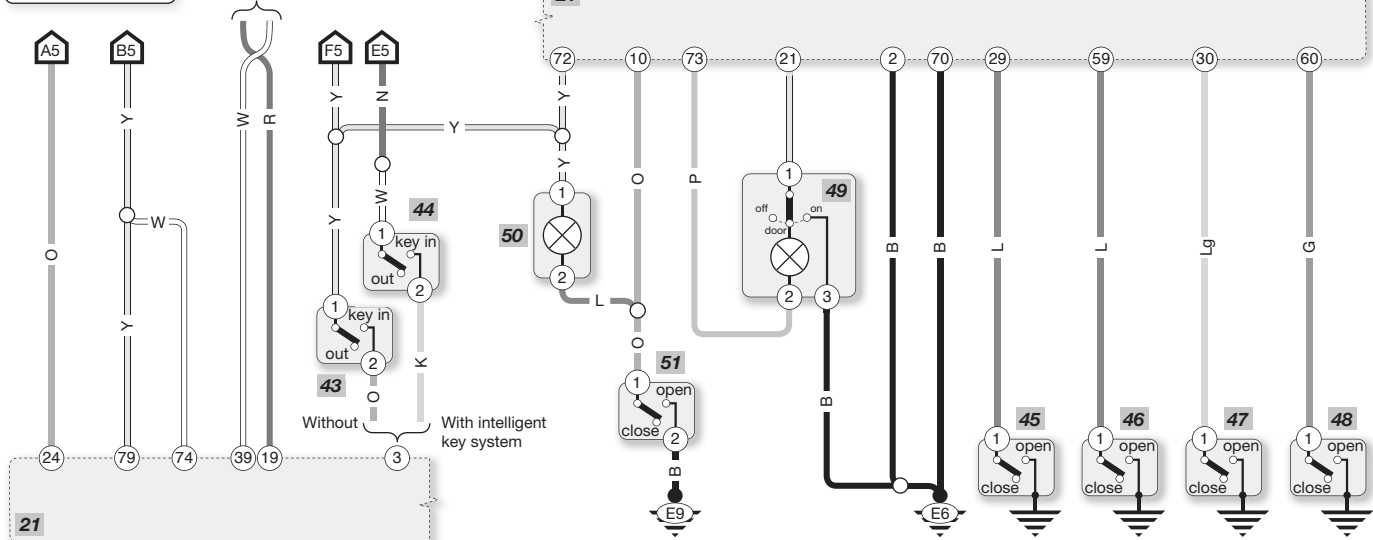 21
A5 B5 F5 E5
72 10 73 21 2 70 29 59 30 60
Y Y W R Y N Y
Y
Y
O P
W 44
1 49
off on
door
1
50
1 key in
out
2
O W Y B B L L Lg G
2
L
2 3
1 key in
out
2
43
Y K O B
O
51
1 open
close
2
Without With intelligent
key system
45 46 47 48
1 open 1 open 1 open 1 open
close close close close
24 79 74 39 19 3
B
E9 E6
21